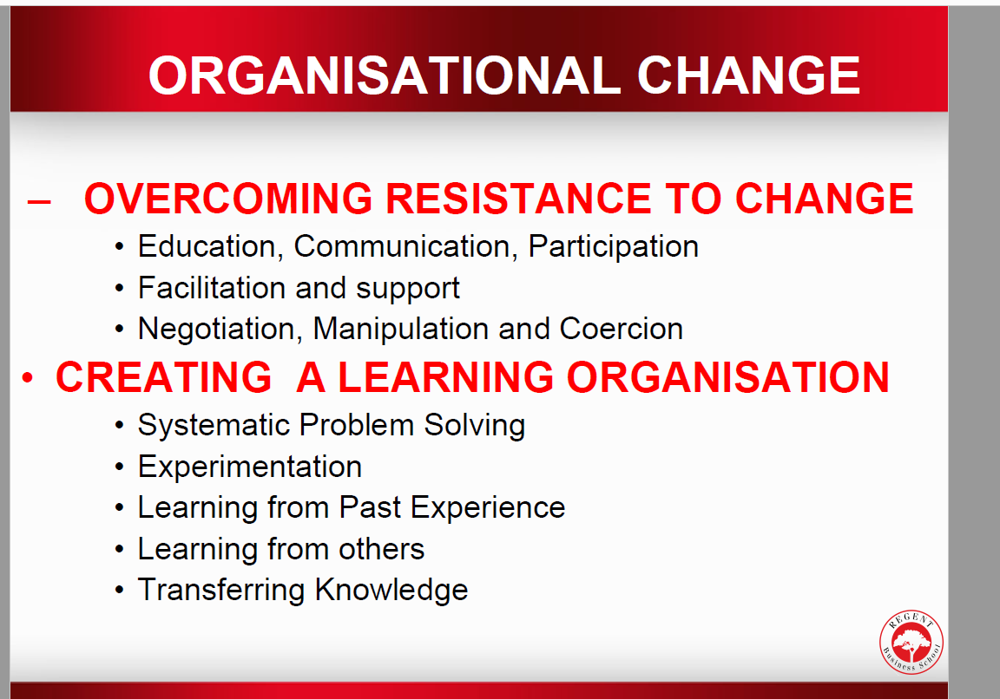 ORGANISATIONAL CHANGE
– OVERCOMING RESISTANCE TO CHANGE
• Education, Communication, Participation
• Facilitation and support
• Negotiation, Manipulation and Coercion
• CREATING  A LEARNING ORGANISATION
• Systematic Problem Solving
• Experimentation
• Learning from Past Experience
• Learning from others
• Transferring Knowledge
REGENT
Business School